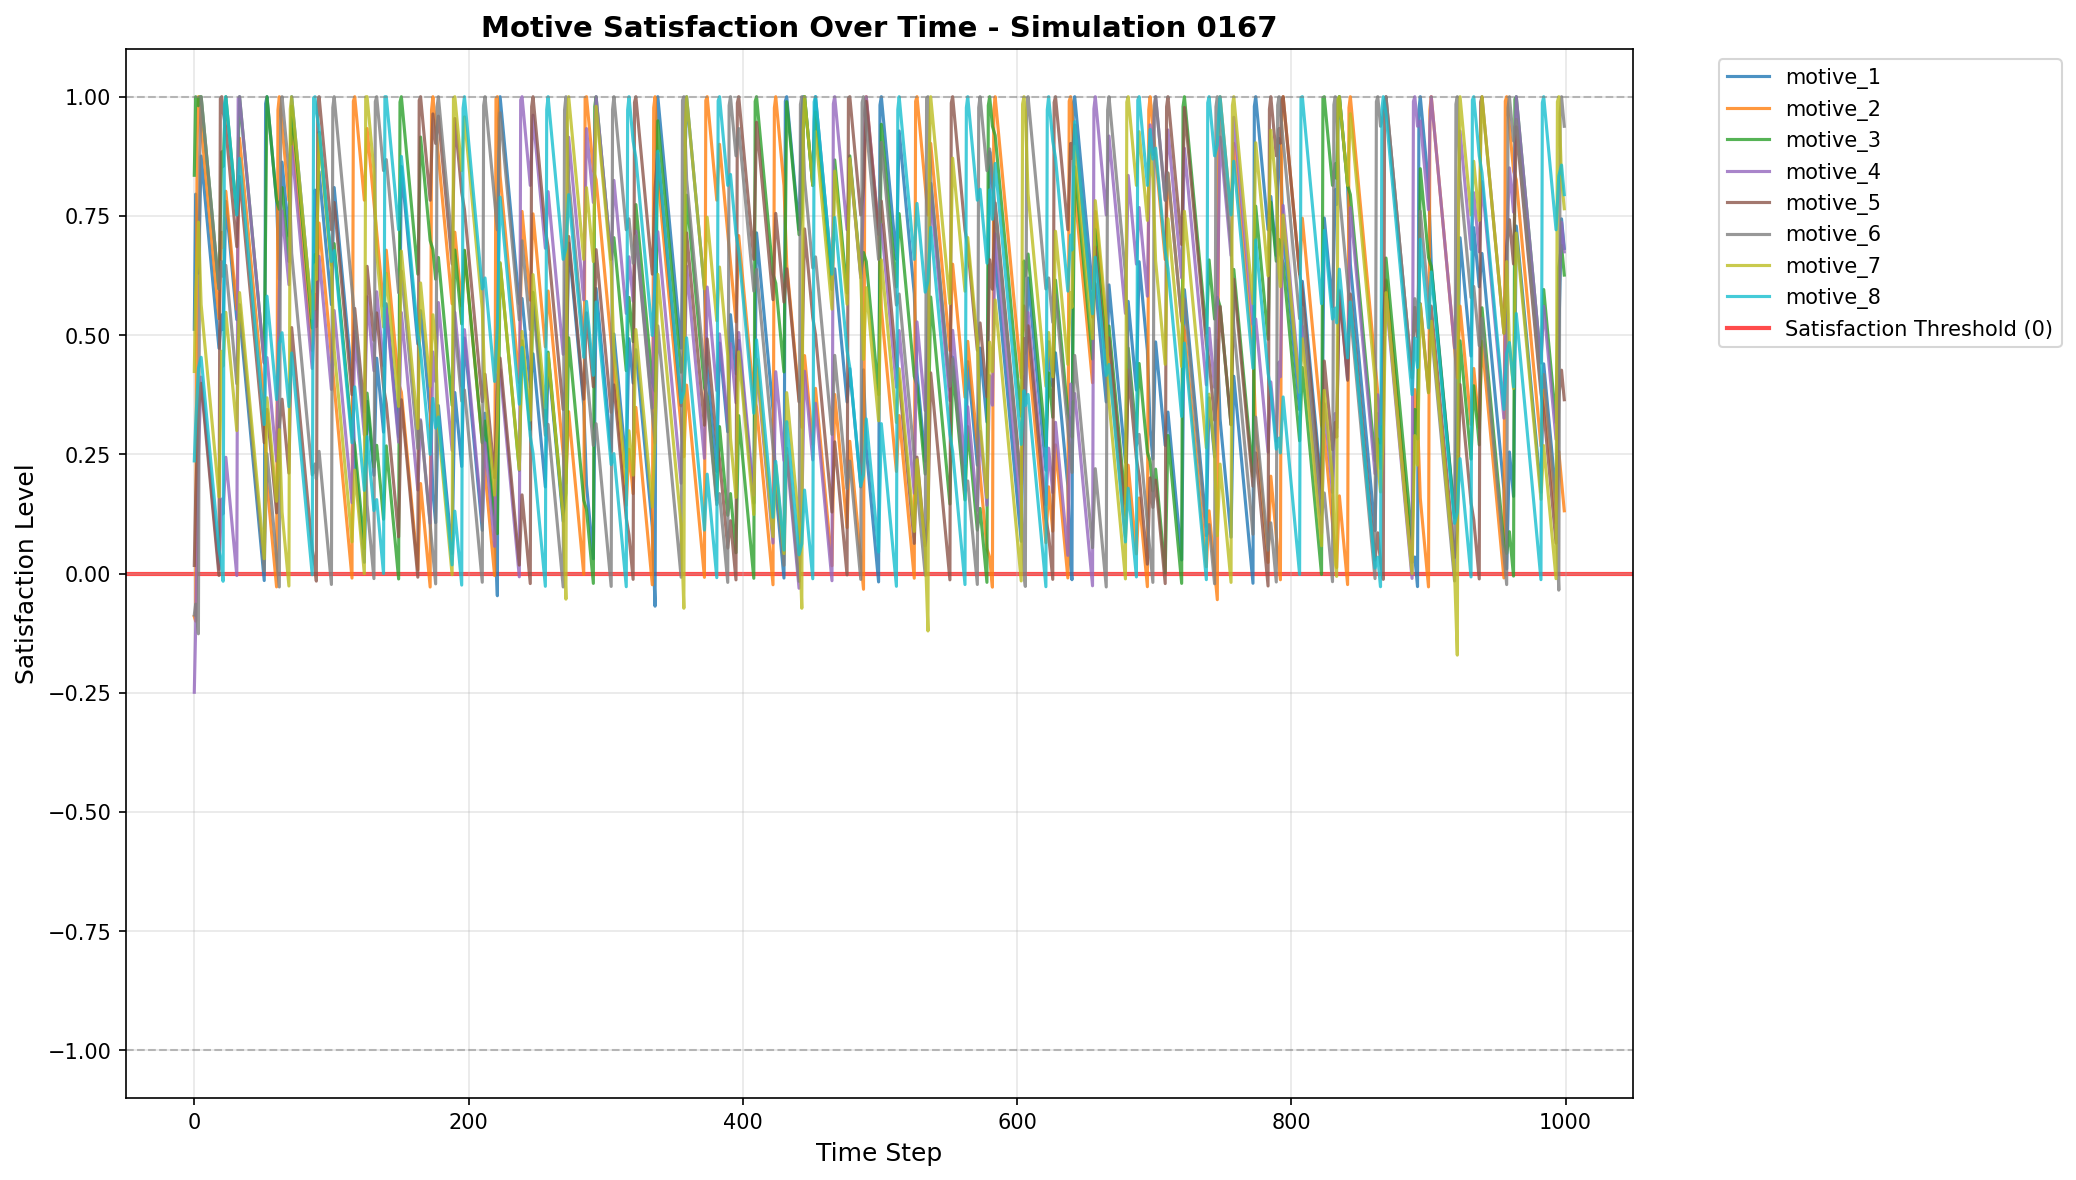 Motive Satisfaction Over Time - Simulation 0167
1.00
0.75
0.50
0.25
0.00
−0.25
−0.50
−0.75
−1.00
Satisfaction Level
0
200
400
600
800
1000
Time Step
motive_1
motive_2
motive_3
motive_4
motive_5
motive_6
motive_7
motive_8
Satisfaction Threshold (0)